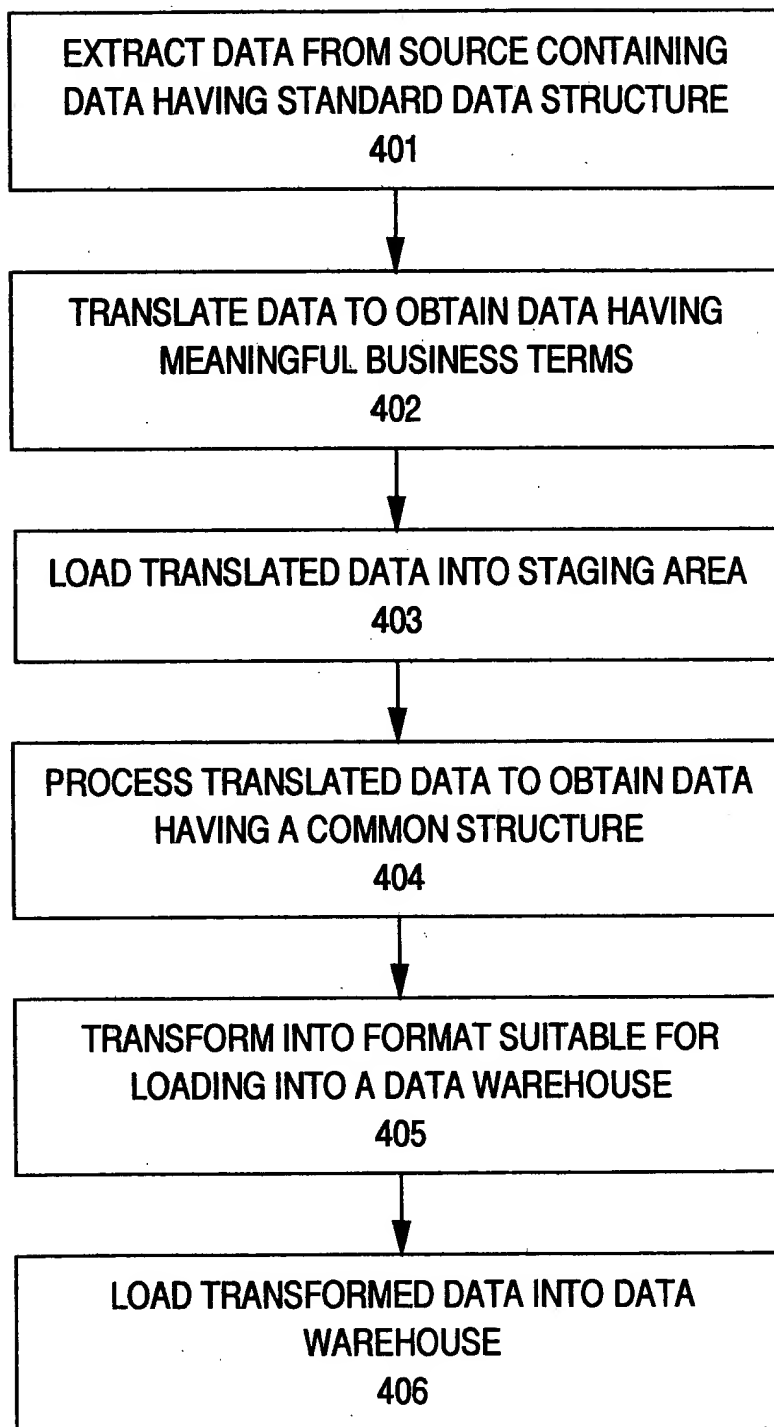 EXTRACT DATA FROM SOURCE CONTAINING
DATA HAVING STANDARD DATA STRUCTURE
401
TRANSLATE DATA TO OBTAIN DATA HAVING
MEANINGFUL BUSINESS TERMS
402
LOAD TRANSLATED DATA INTO STAGING AREA
403
PROCESS TRANSLATED DATA TO OBTAIN DATA
HAVING A COMMON STRUCTURE
404
TRANSFORM INTO FORMAT SUITABLE FOR
LOADING INTO A DATA WAREHOUSE
405
LOAD TRANSFORMED DATA INTO DATA
WAREHOUSE
406